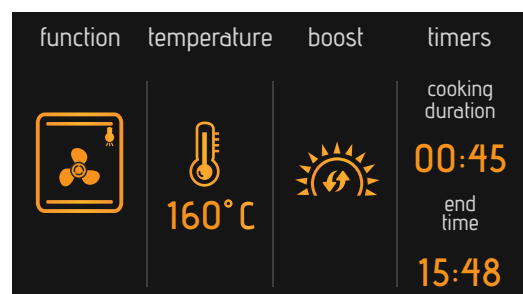 function temperature boost timers
cooking
duration
00:45
160°C
end
time
15:48